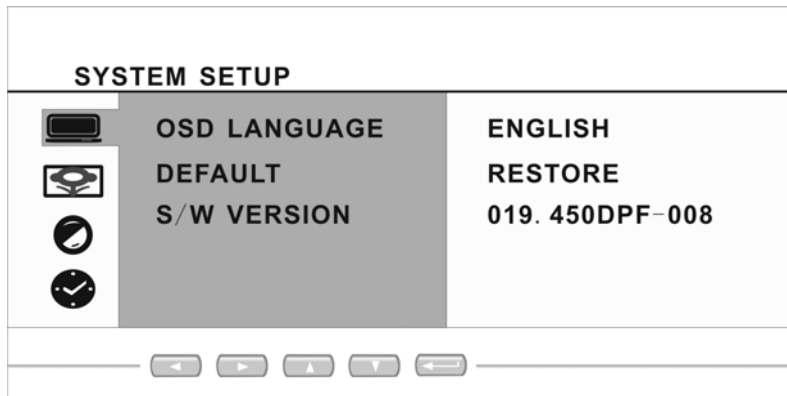 SYSTEM SETUP
OSD LANGUAGE ENGLISH
DEFAULT RESTORE
S/W VERSION 019. 450DPF-008